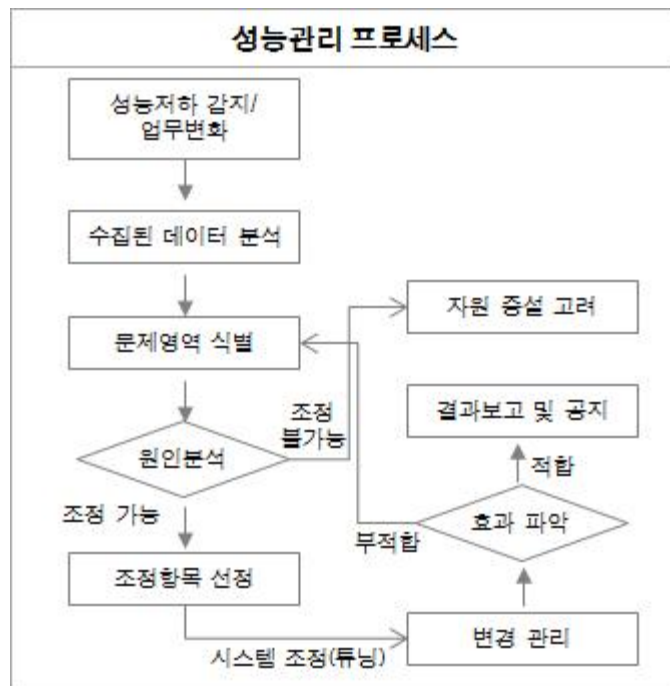 성능관리 프로세스
성능저하 감지/
업무변화
수집된 데이터 분석
문제영역 식별
자원 증설 고려
조정
불가능
결과보고 및 공지
원인분석
적합
조정 가능
효과 파악
부적합
조정항목 선정
변경 관리
시스템 조정(튜닝)